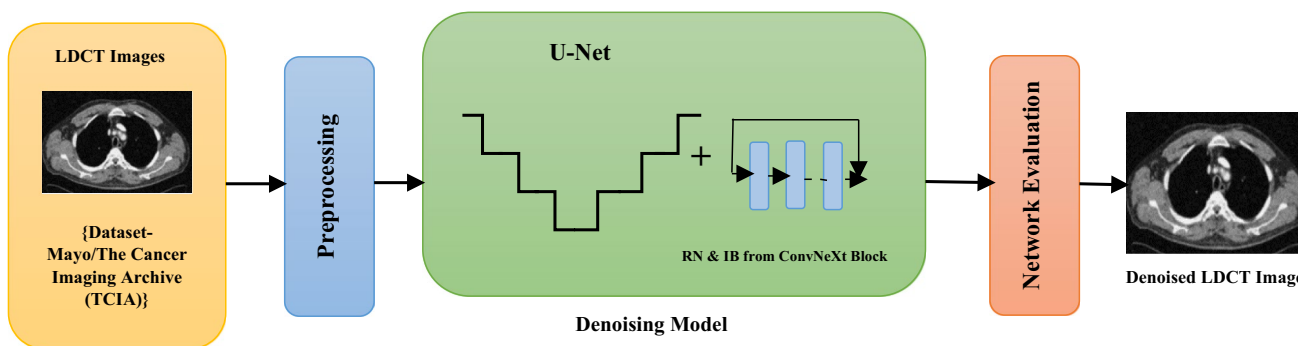 LDCT Images
{Dataset-
Mayo/The Cancer
Imaging Archive
(TCIA)}
Preprocessing
U-Net
+
RN & IB from ConvNeXt Block
Denoising Model
Network Evaluation
Denoised LDCT Image